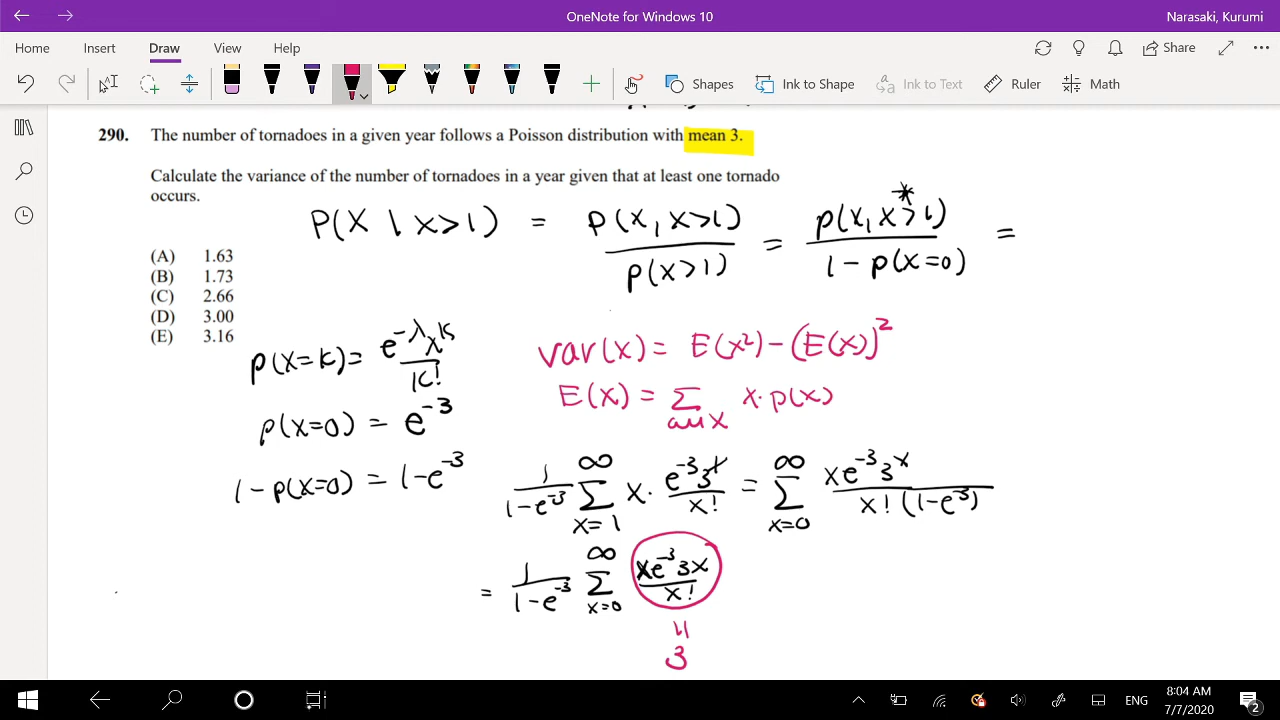 OneNote for Windows 10
Narasaki, Kurumi
Home Insert Draw View Help
Share
Shapes Ink to Shape Ink to Text Ruler Math
290. The number of tornadoes in a given year follows a Poisson distribution with mean 3.
Calculate the variance of the number of tornadoes in a year given that at least one tornado
occurs.
P(X | X>1) = P(X, X>1) / P(X>1) = P(X, X>1)* / 1 - P(X=0) =
(A) 1.63
(B) 1.73
(C) 2.66
(D) 3.00
(E) 3.16
P(X=K) = e^-λ λ^K / K!
P(X=0) = e^-3
1 - P(X=0) = 1 - e^-3
Var(X) = E(X²) - (E(X))²
E(X) = Σ all X X · P(X)
1 / 1-e^-3 Σ x=1 ∞ X · e^-3 3^x / X! = Σ x=0 ∞ X e^-3 3^x / X! (1-e^-3)
= 1 / 1-e^-3 Σ x=0 ∞ X e^-3 3^x / X!
=
3
ENG
8:04 AM
7/7/2020
2